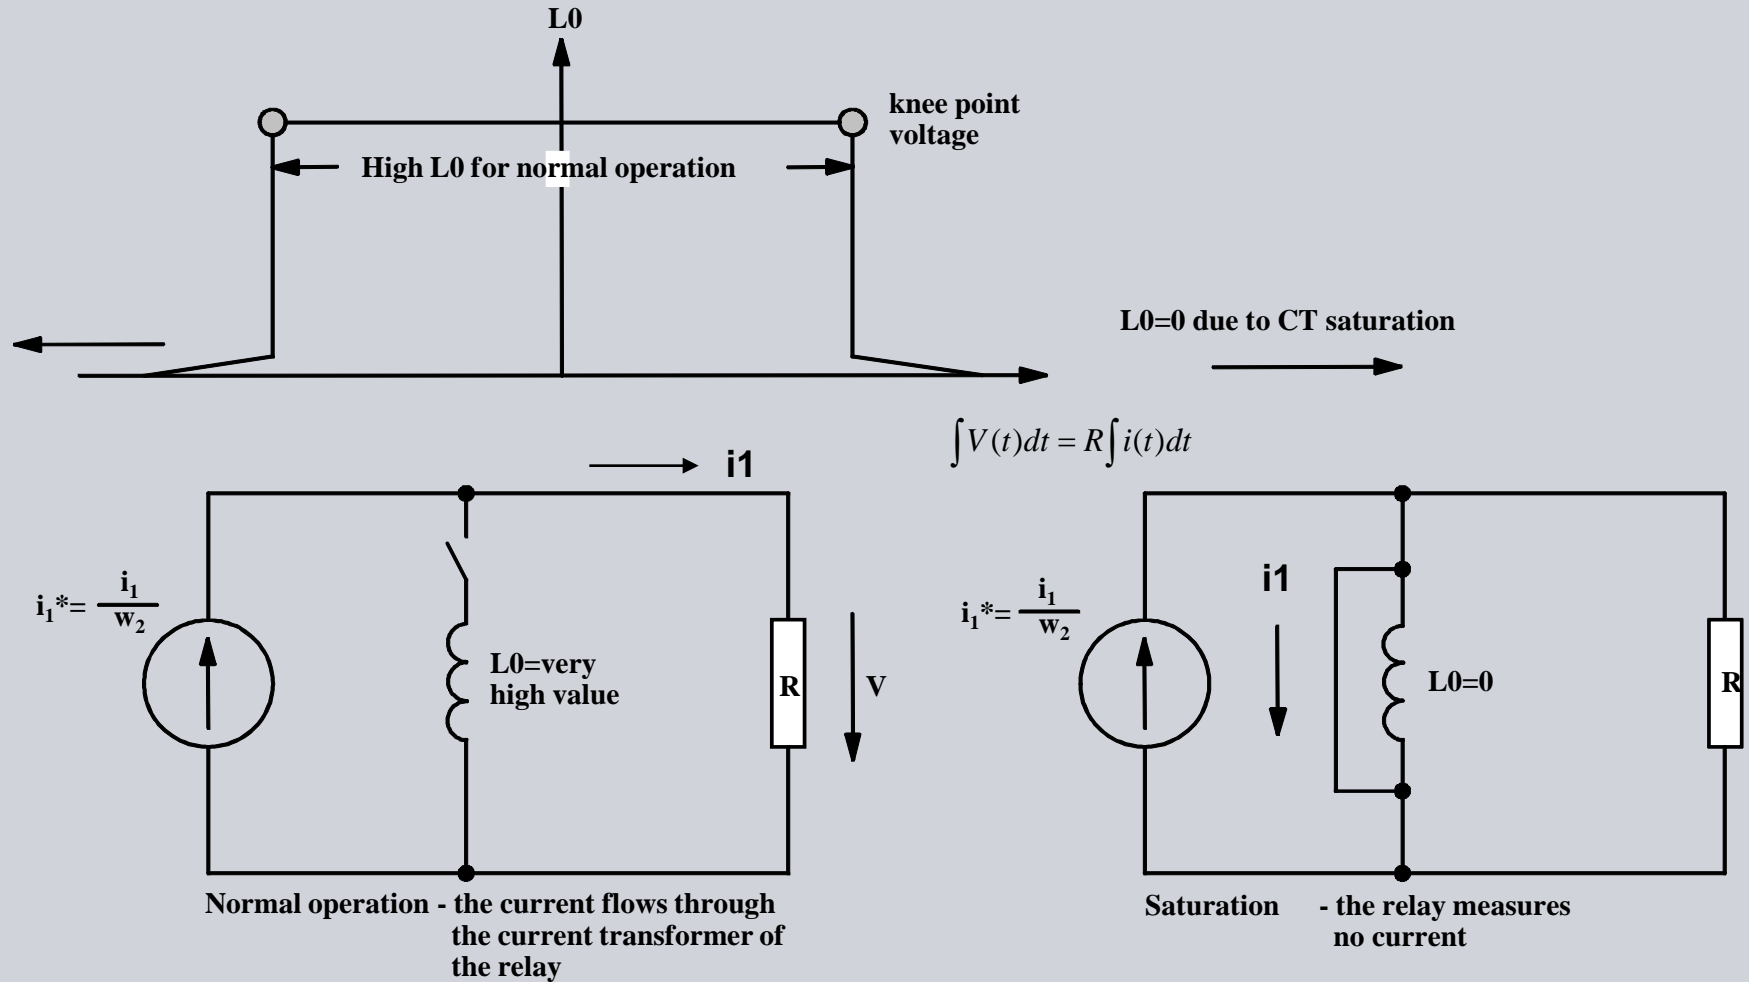 L0
knee point
voltage
High L0 for normal operation
L0=0 due to CT saturation
∫V(t)dt = R∫i(t)dt
i1
i₁*= i₁/w₂
L0=very
high value
R
V
Normal operation - the current flows through
the current transformer of
the relay
i₁*= i₁/w₂
i1
L0=0
R
Saturation - the relay measures
no current